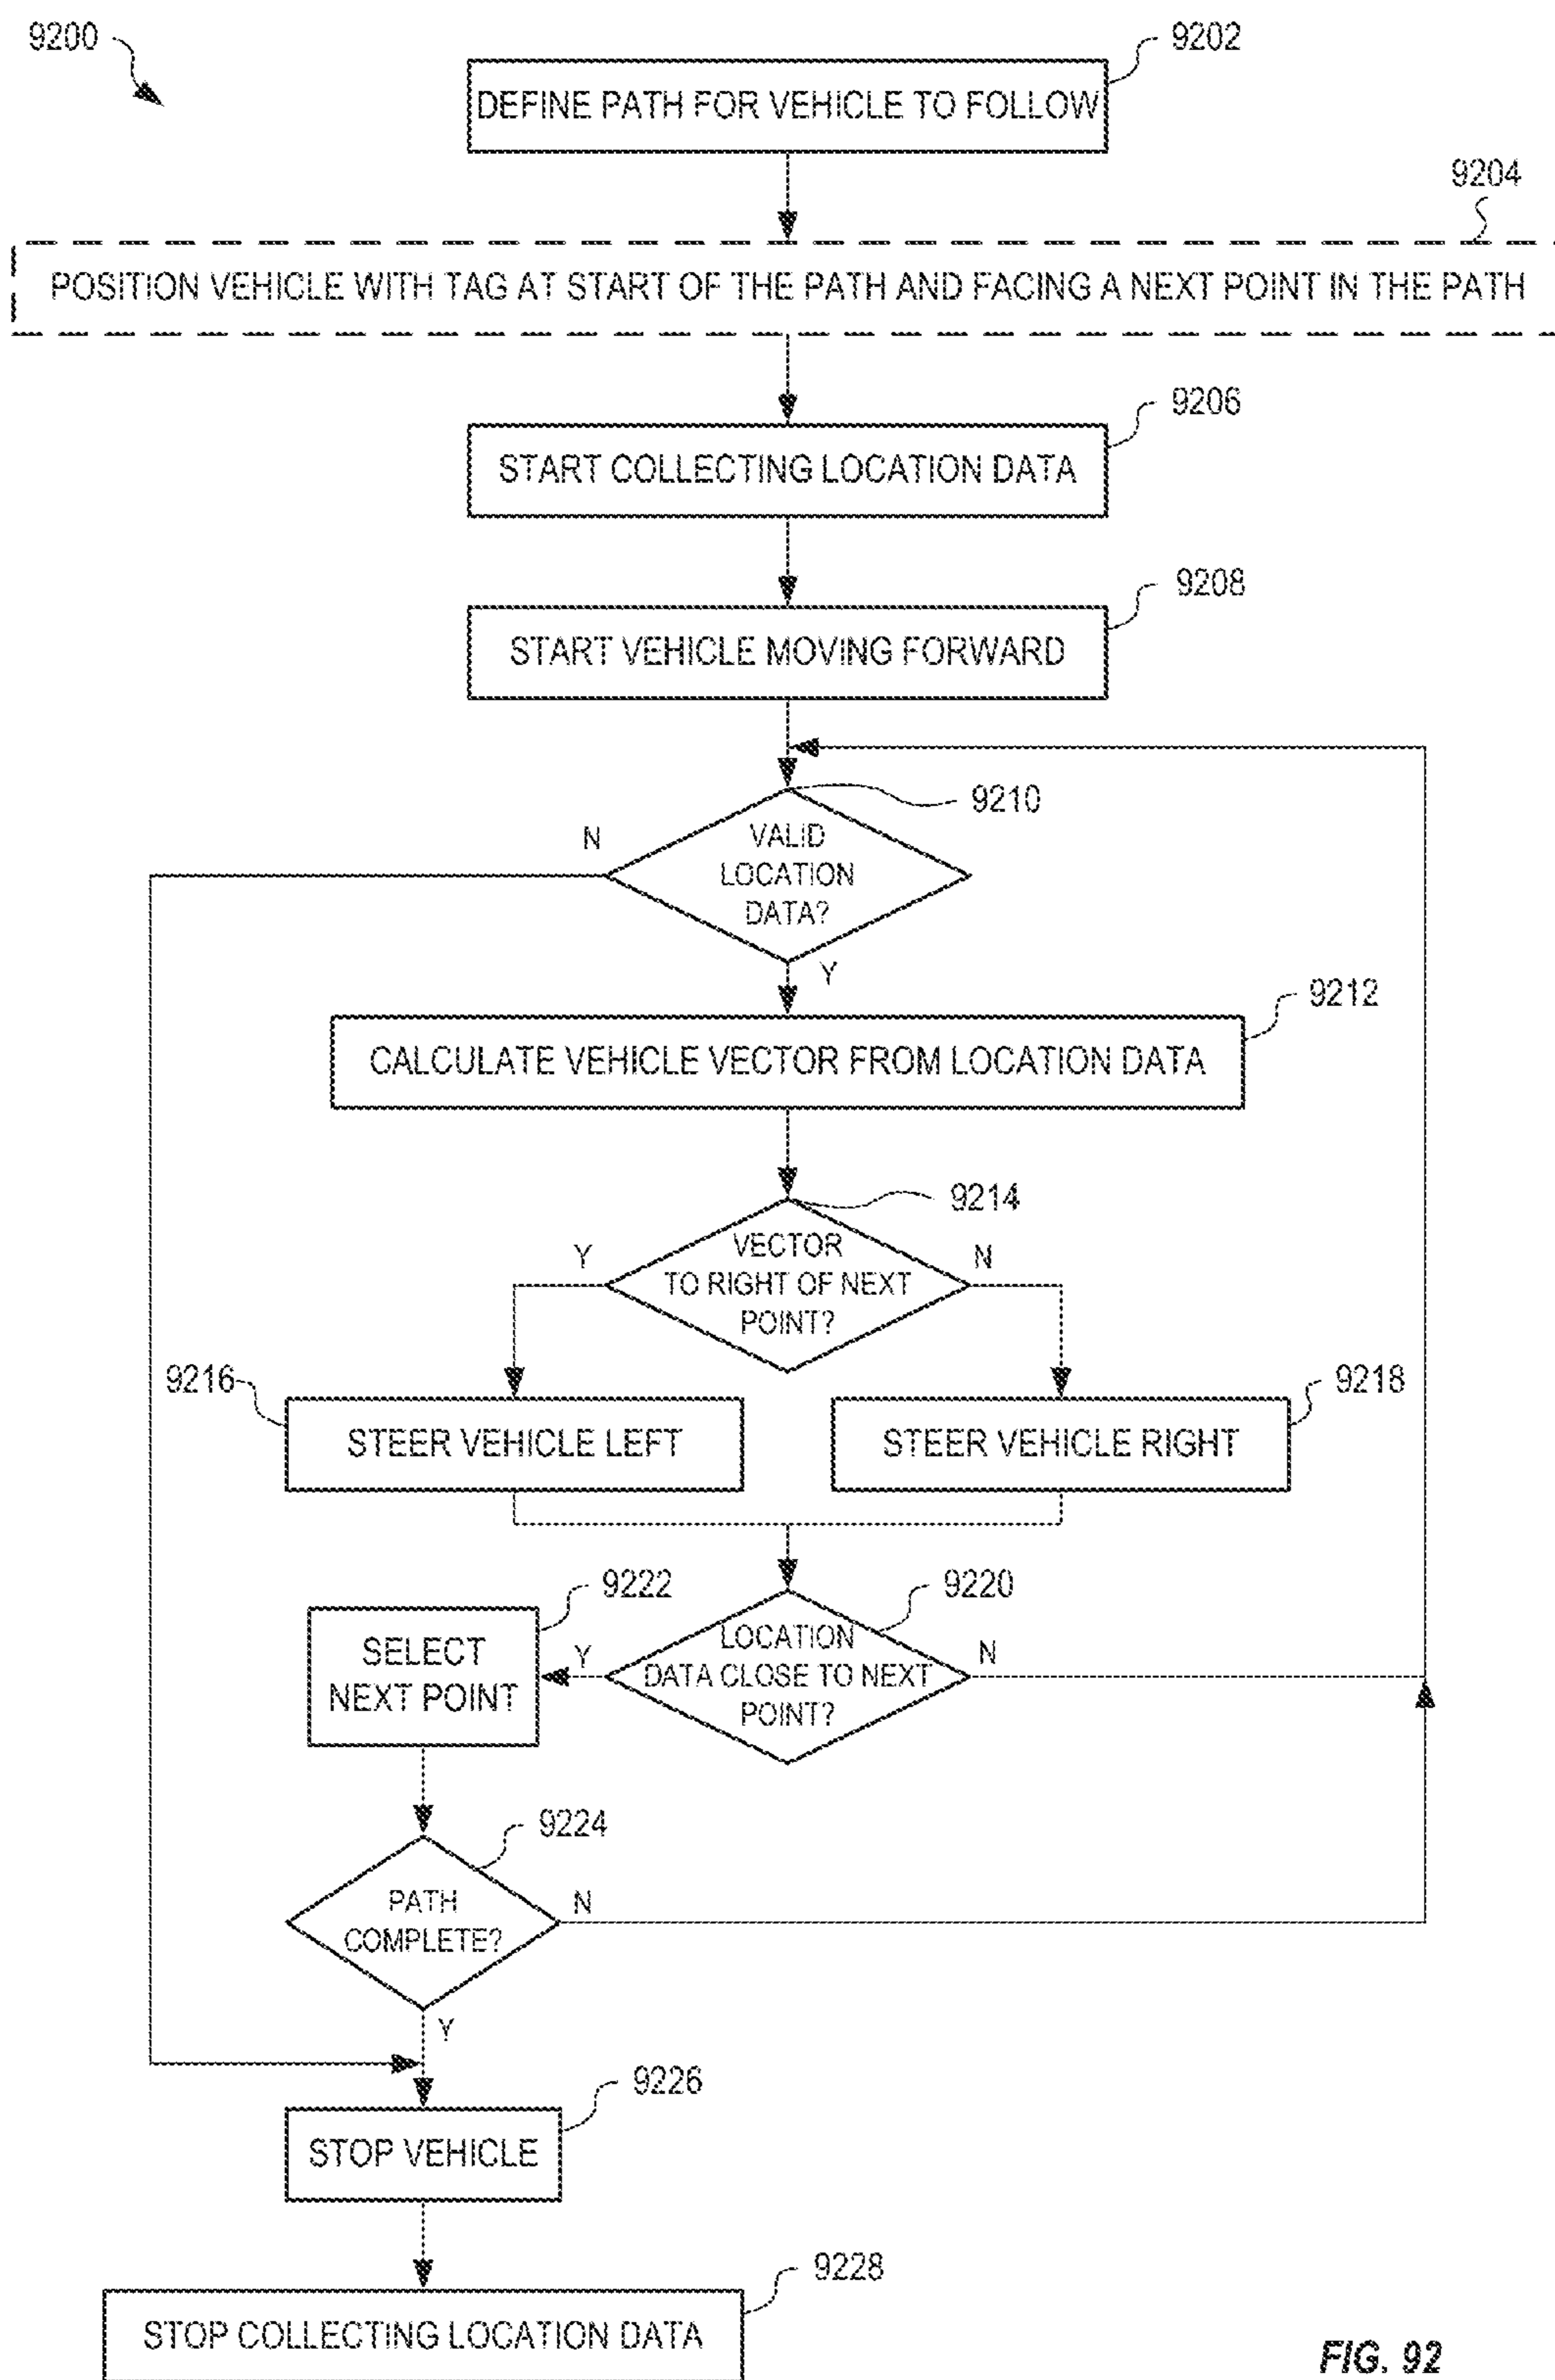 9200
9202
DEFINE PATH FOR VEHICLE TO FOLLOW
9204
POSITION VEHICLE WITH TAG AT START OF THE PATH AND FACING A NEXT POINT IN THE PATH
9206
START COLLECTING LOCATION DATA
9208
START VEHICLE MOVING FORWARD
9210
N
VALID
LOCATION
DATA?
Y
9212
CALCULATE VEHICLE VECTOR FROM LOCATION DATA
9214
Y
VECTOR
TO RIGHT OF NEXT
POINT?
N
9216
STEER VEHICLE LEFT
9218
STEER VEHICLE RIGHT
9222
SELECT
NEXT POINT
9220
Y
LOCATION
DATA CLOSE TO NEXT
POINT?
N
9224
PATH
COMPLETE?
N
Y
9226
STOP VEHICLE
9228
STOP COLLECTING LOCATION DATA
FIG. 92